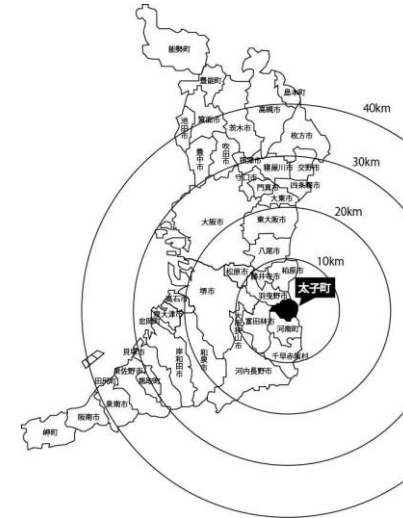 能勢町
豊能町
島本町
高槻市
40km
池田市
箕面市
茨木市
枚方市
豊中市
吹田市
摂津市
寝屋川市
交野市
30km
守口市
門真市
四条畷市
大東市
大阪市
東大阪市
20km
八尾市
10km
松原市
藤井寺市
柏原市
堺市
羽曳野市
太子町
高石市
泉大津市
忠岡町
大阪狭山市
富田林市
河南町
千早赤阪村
貝塚市
岸和田市
和泉市
河内長野市
泉佐野市
田尻町
熊取町
泉南市
阪南市
岬町